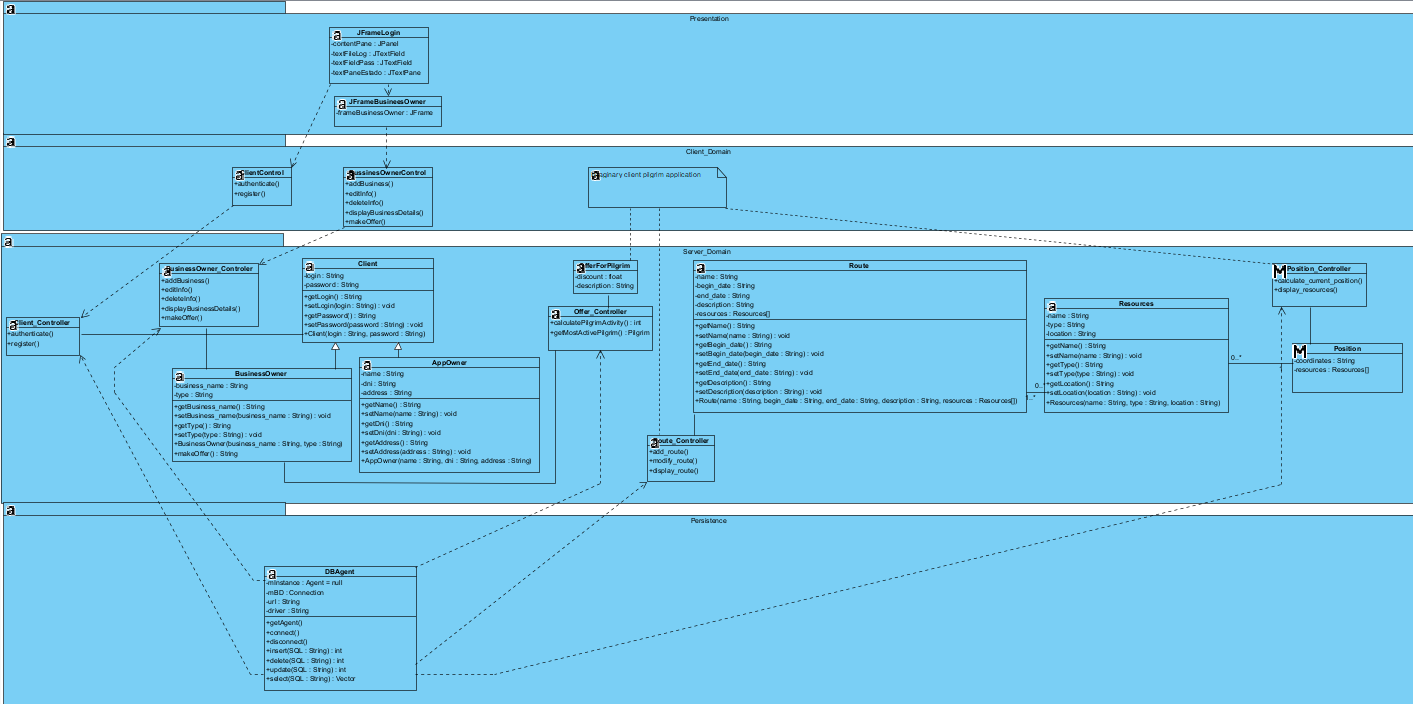 Presentation
JFrameLogin
-contentPane : JPanel
-textFileLog : JTextField
-textFieldPass : JTextField
-textPaneEstado : JTextPane
JFrameBusineesOwner
-frameBusinessOwner : JFrame
Client_Domain
ClientControl
+authenticate()
+register()
BussinesOwnerControl
+addBusiness()
+editInfo()
+deleteInfo()
+displayBusinessDetails()
+makeOffer()
client pilgrim application
Server_Domain
Client_Controller
+authenticate()
+register()
BusinessOwner_Controler
+addBusiness()
+editInfo()
+deleteInfo()
+displayBusinessDetails()
+makeOffer()
Client
-login : String
-password : String
+getLogin() : String
+setLogin(login : String) : void
+getPassword() : String
+setPassword(password : String) : void
+Client(login : String, password : String)
BusinessOwner
-business_name : String
-type : String
+getBusiness_name() : String
+setBusiness_name(business_name : String) : void
+getType() : String
+setType(type : String) : void
+BusinessOwner(business_name : String, type : String)
+makeOffer() : String
AppOwner
-name : String
-dni : String
-address : String
+getName() : String
+setName(name : String) : void
+getDni() : String
+setDni(dni : String) : void
+getAddress() : String
+setAddress(address : String) : void
+AppOwner(name : String, dni : String, address : String)
OfferForPilgrim
-discount : float
-description : String
Offer_Controller
+calculatePilgrimActivity() : int
+getMostActivePilgrim() : Pilgrim
Route
-name : String
-begin_date : String
-end_date : String
-description : String
-resources : Resources[]
+getName() : String
+setName(name : String) : void
+getBegin_date() : String
+setBegin_date(begin_date : String) : void
+getEnd_date() : String
+setEnd_date(end_date : String) : void
+getDescription() : String
+setDescription(description : String) : void
+Route(name : String, begin_date : String, end_date : String, description : String, resources : Resources[])
Route_Controller
+add_route()
+modify_route()
+display_route()
Resources
-name : String
-type : String
-location : String
+getName() : String
+setName(name : String) : void
+getType() : String
+setType(type : String) : void
+getLocation() : String
+setLocation(location : String) : void
+Resources(name : String, type : String, location : String)
0..*
Position_Controller
+calculate_current_position()
+display_resources()
Position
-coordinates : String
-resources : Resources[]
Persistence
DBAgent
-mInstance : Agent = null
-mBD : Connection
-url : String
-driver : String
+getAgent()
+connect()
+disconnect()
+insert(SQL : String) : int
+delete(SQL : String) : int
+update(SQL : String) : int
+select(SQL : String) : Vector